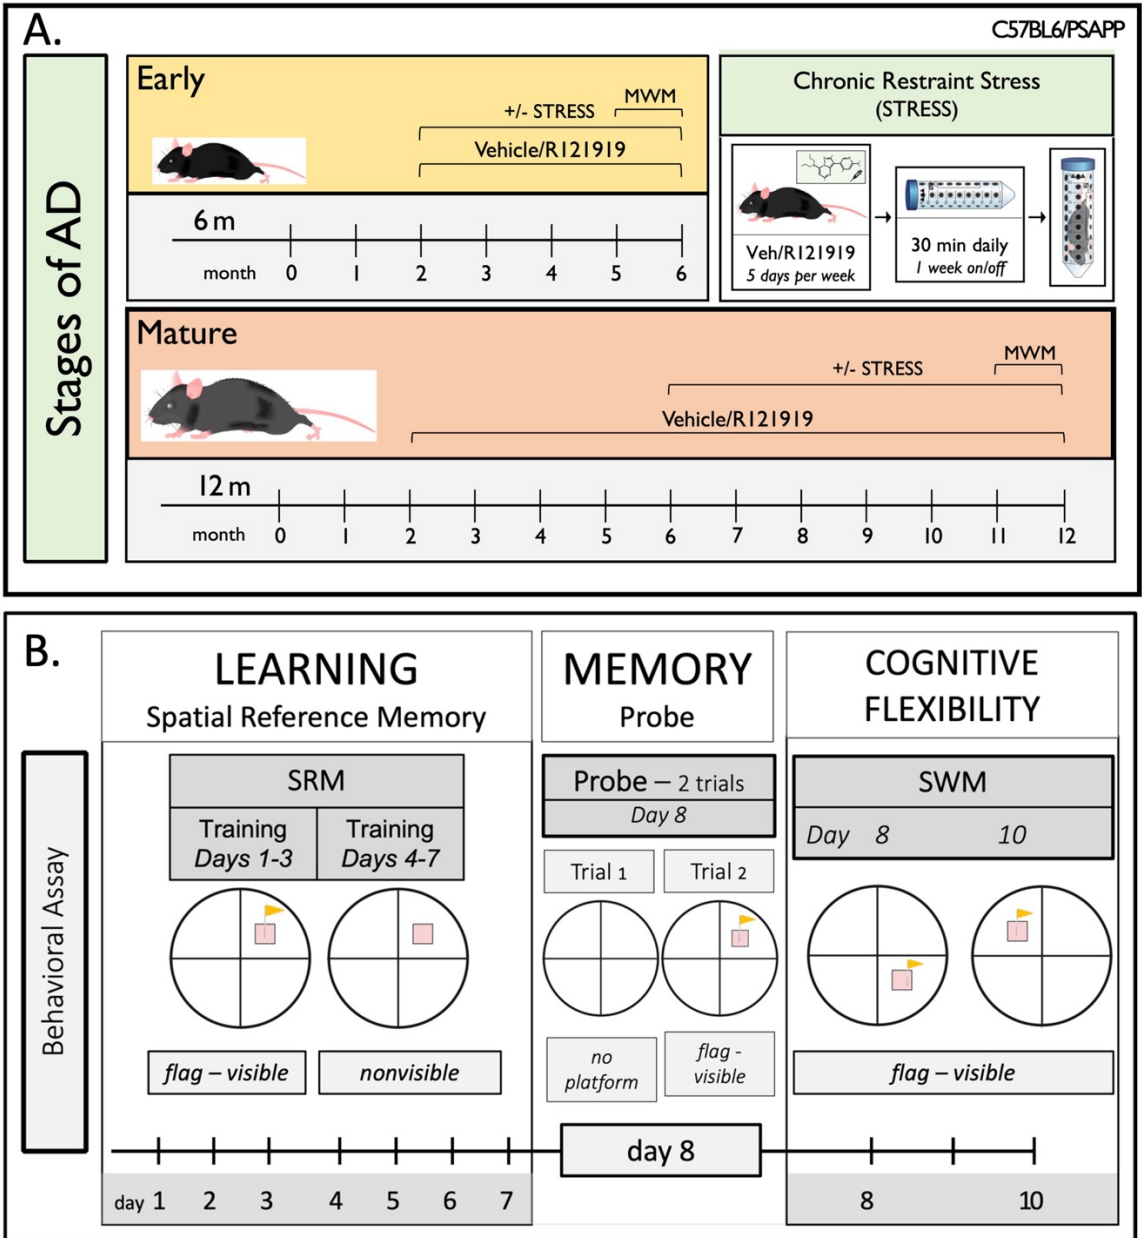 A.
C57BL6/PSAPP
Stages of AD
Early
MWM
+/- STRESS
Vehicle/R121919
6 m
month 0 1 2 3 4 5 6
Chronic Restraint Stress
(STRESS)
Veh/R121919
5 days per week
30 min daily
1 week on/off
Mature
MWM
+/- STRESS
Vehicle/R121919
12 m
month 0 1 2 3 4 5 6 7 8 9 10 11 12
B.
Behavioral Assay
LEARNING
Spatial Reference Memory
SRM
Training
Days 1-3
Training
Days 4-7
flag – visible
nonvisible
MEMORY
Probe
Probe – 2 trials
Day 8
Trial 1
Trial 2
no
platform
flag -
visible
COGNITIVE
FLEXIBILITY
SWM
Day 8 10
flag – visible
day 8
day 1 2 3 4 5 6 7
8 10